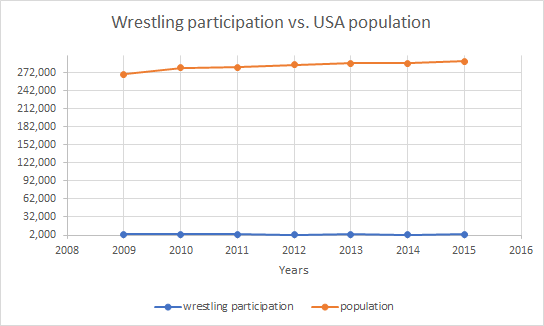 Wrestling participation vs. USA population
272,000
242,000
212,000
182,000
152,000
122,000
92,000
62,000
32,000
2,000
2008 2009 2010 2011 2012 2013 2014 2015 2016
Years
wrestling participation population